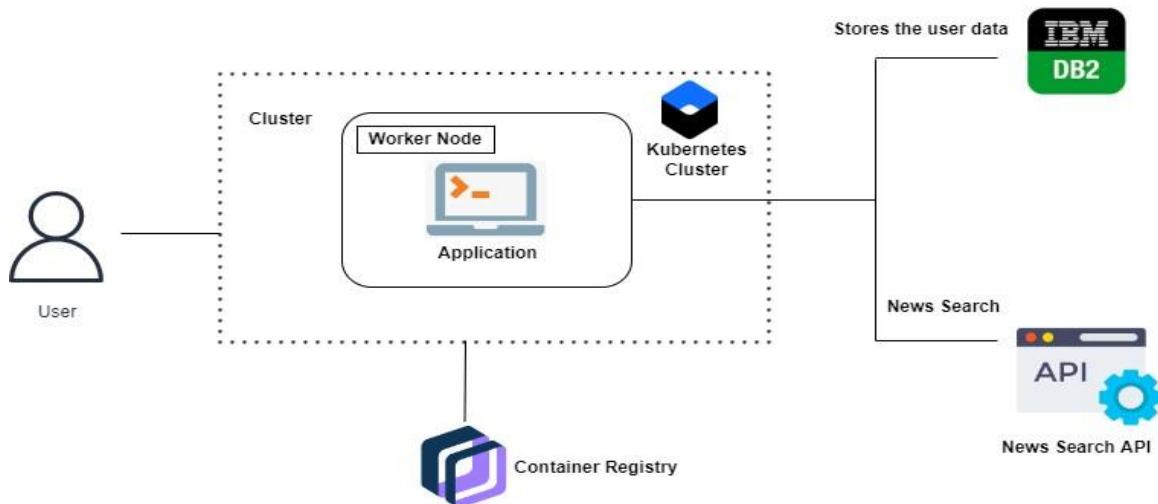 Stores the user data
IBM
DB2
Cluster
Worker Node
Kubernetes
Cluster
Application
User
News Search
API
Container Registry
News Search API